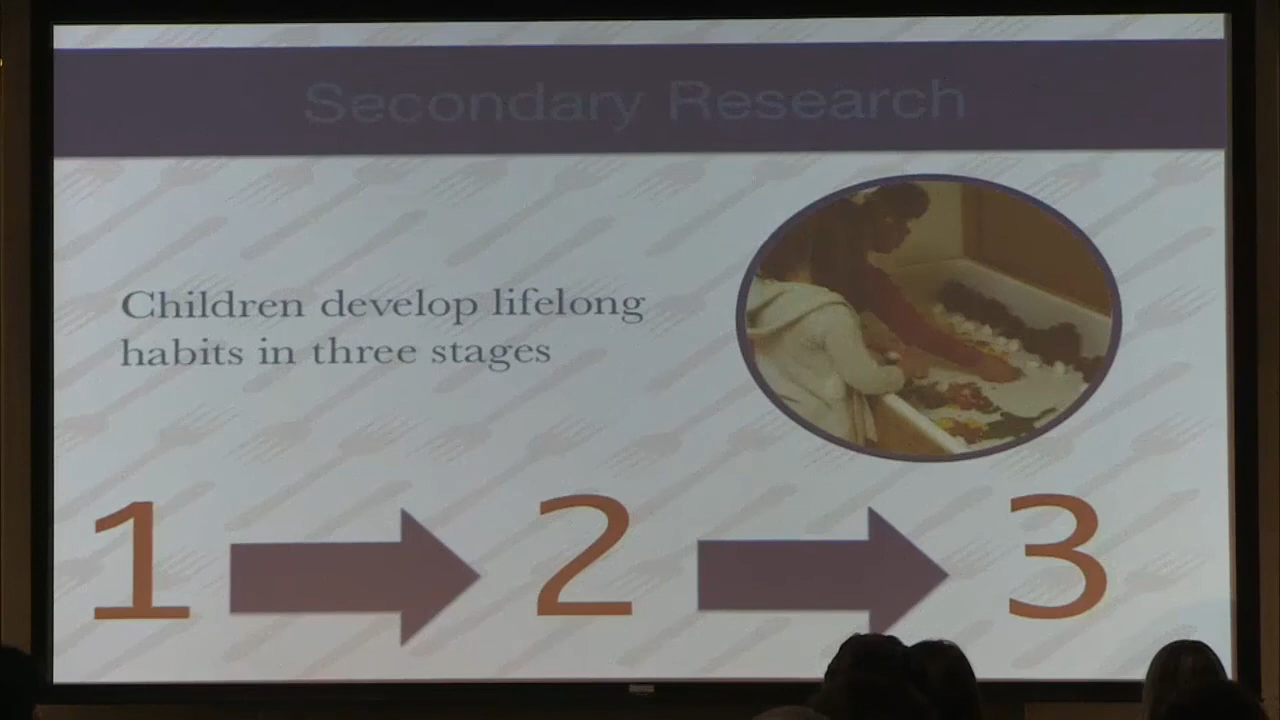 Secondary Research
Children develop lifelong
habits in three stages
1 2 3